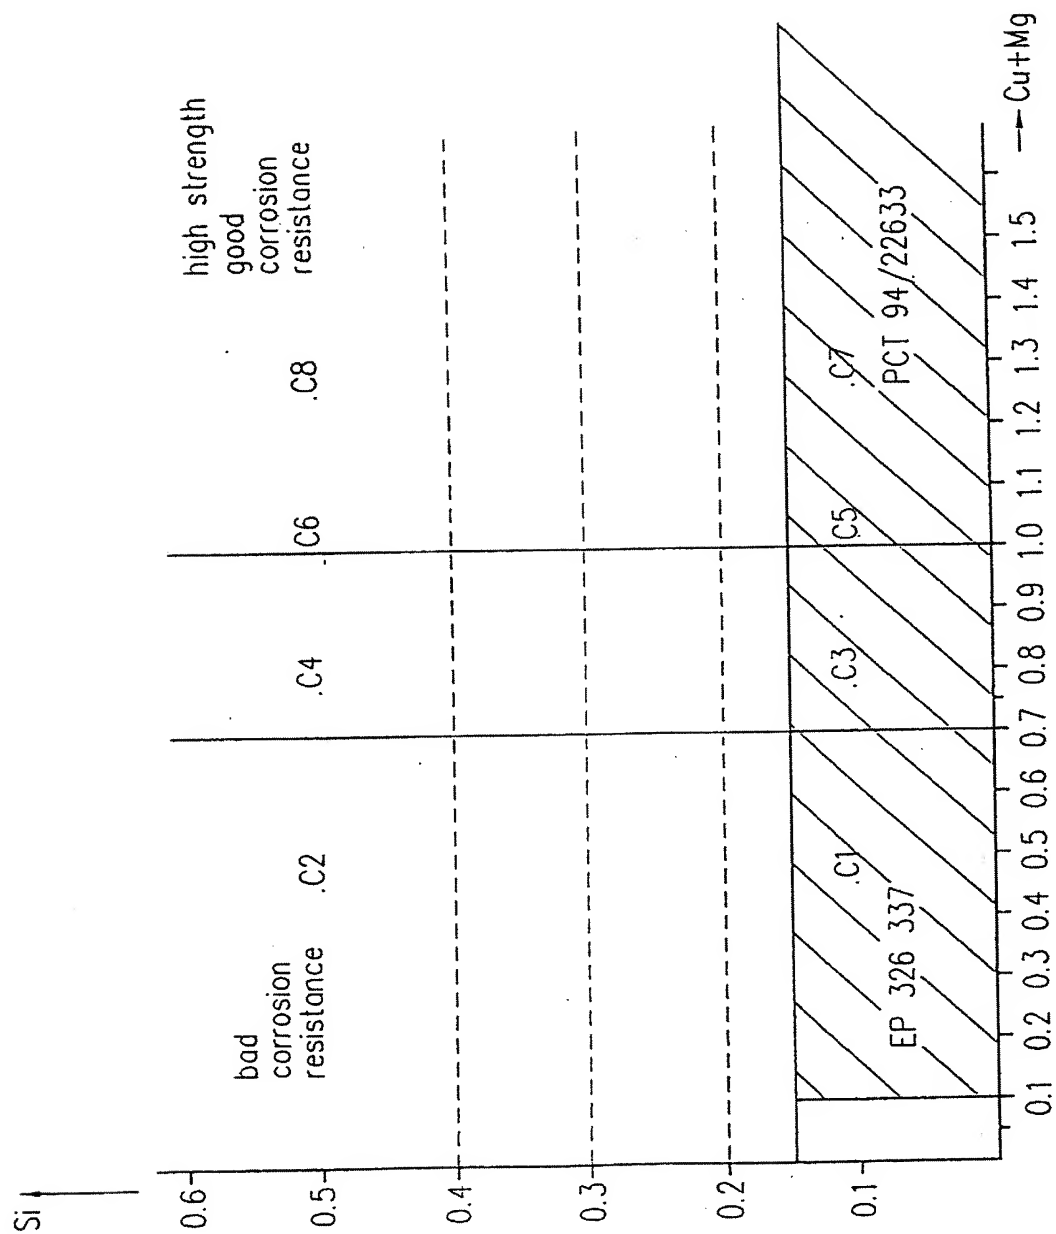 Si
0.6
0.5
0.4
0.3
0.2
0.1
bad
corrosion
resistance
high strength
good
corrosion
resistance
.C2
.C4
C6
.C8
.C1
.C3
.C5
.C7
EP 326 337
PCT 94/22633
0.1 0.2 0.3 0.4 0.5 0.6 0.7 0.8 0.9 1.0 1.1 1.2 1.3 1.4 1.5
Cu+Mg